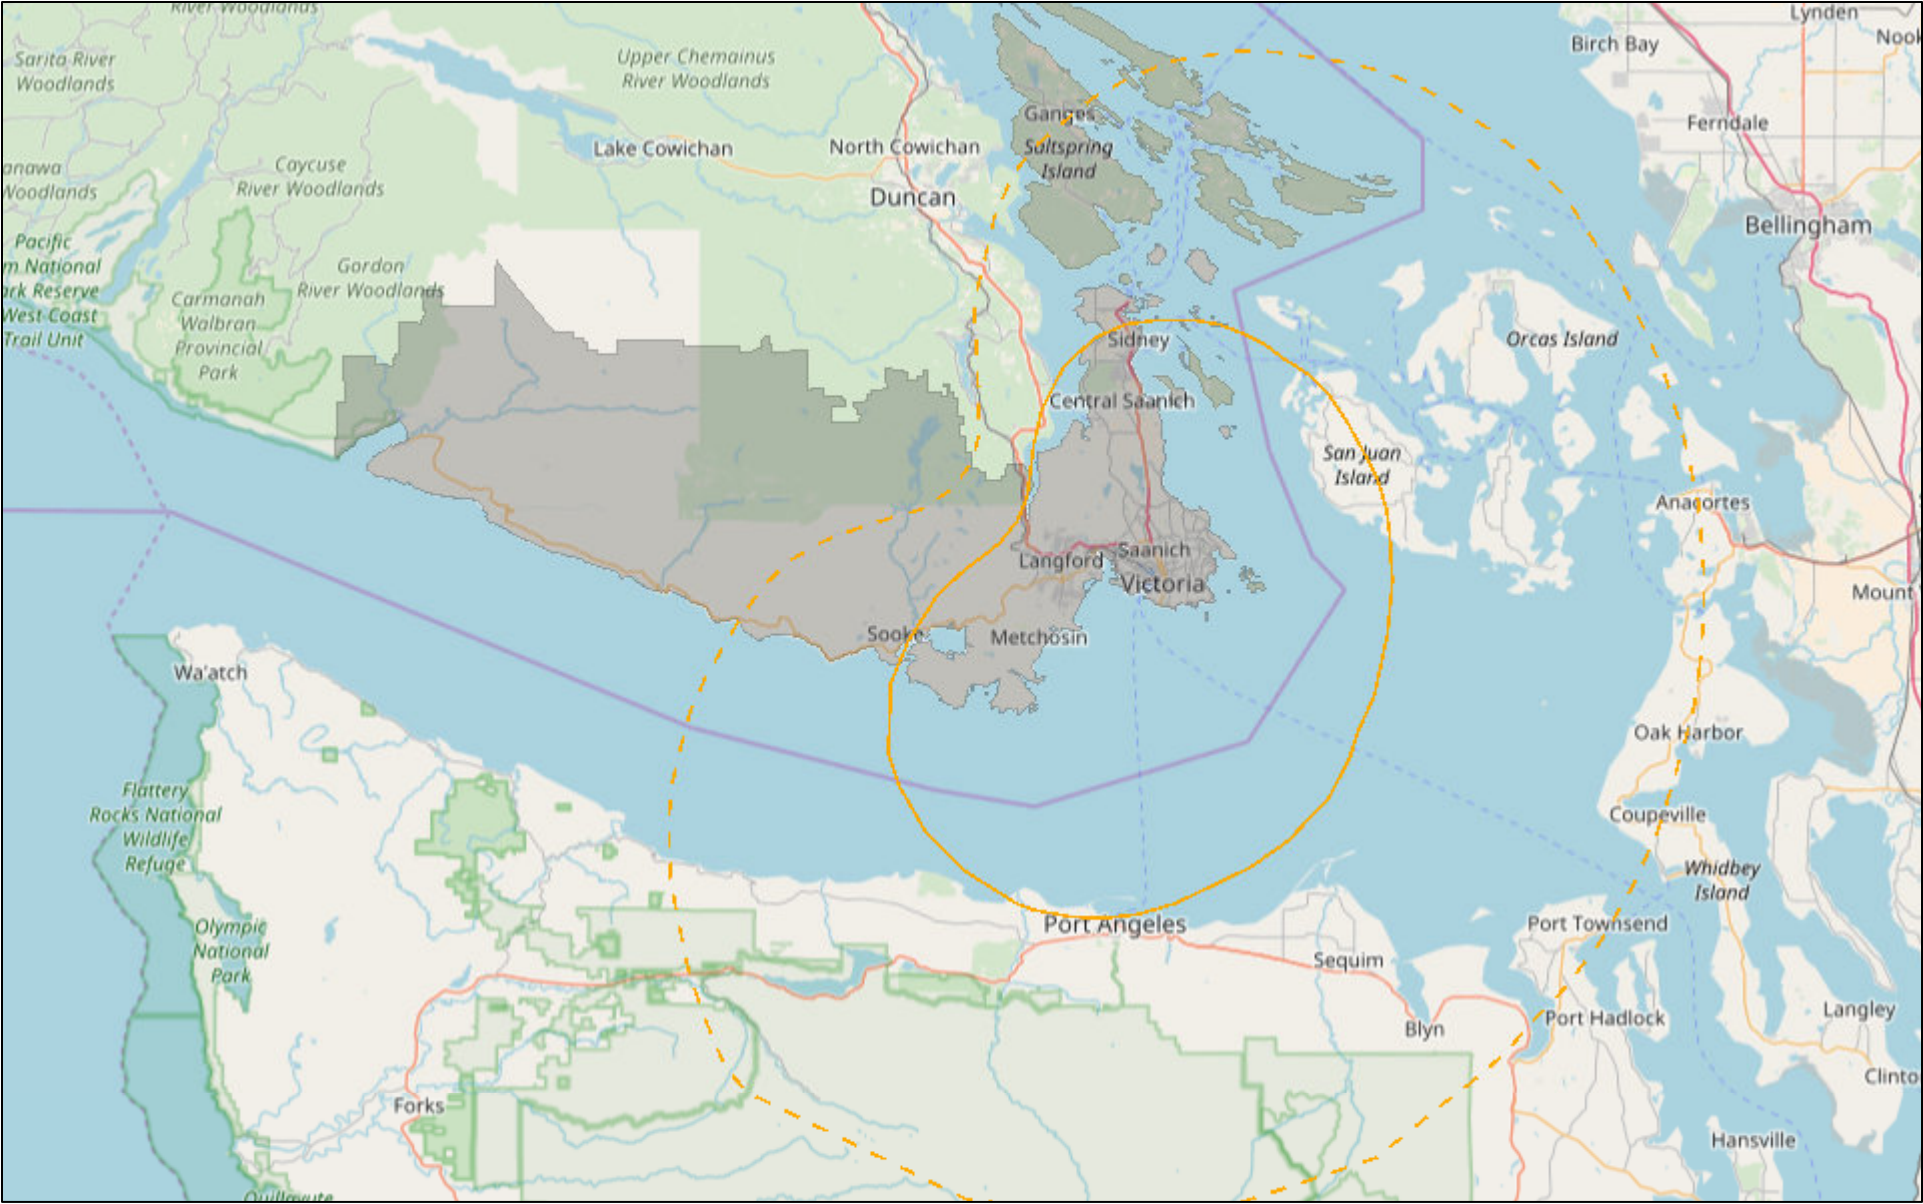 River Woodlands
Lynden
Birch Bay
Nook
Sarita River
Woodlands
Upper Chemainus
River Woodlands
Ganges
Ferndale
Lake Cowichan
North Cowichan
Saltspring
Island
anawa
Woodlands
Caycuse
River Woodlands
Duncan
Bellingham
Pacific
m National
ark Reserve
West Coast
Trail Unit
Gordon
River Woodlands
Carmanah
Walbran
Provincial
Park
Sidney
Orcas Island
Central Saanich
San Juan
Island
Anacortes
Saanich
Langford
Victoria
Mount
Sooke
Metchosin
Wa'atch
Oak Harbor
Flattery
Rocks National
Wildlife
Refuge
Coupeville
Whidbey
Island
Olympic
National
Park
Port Angeles
Port Townsend
Sequim
Langley
Port Hadlock
Blyn
Clinto
Forks
Hansville
Quillayute